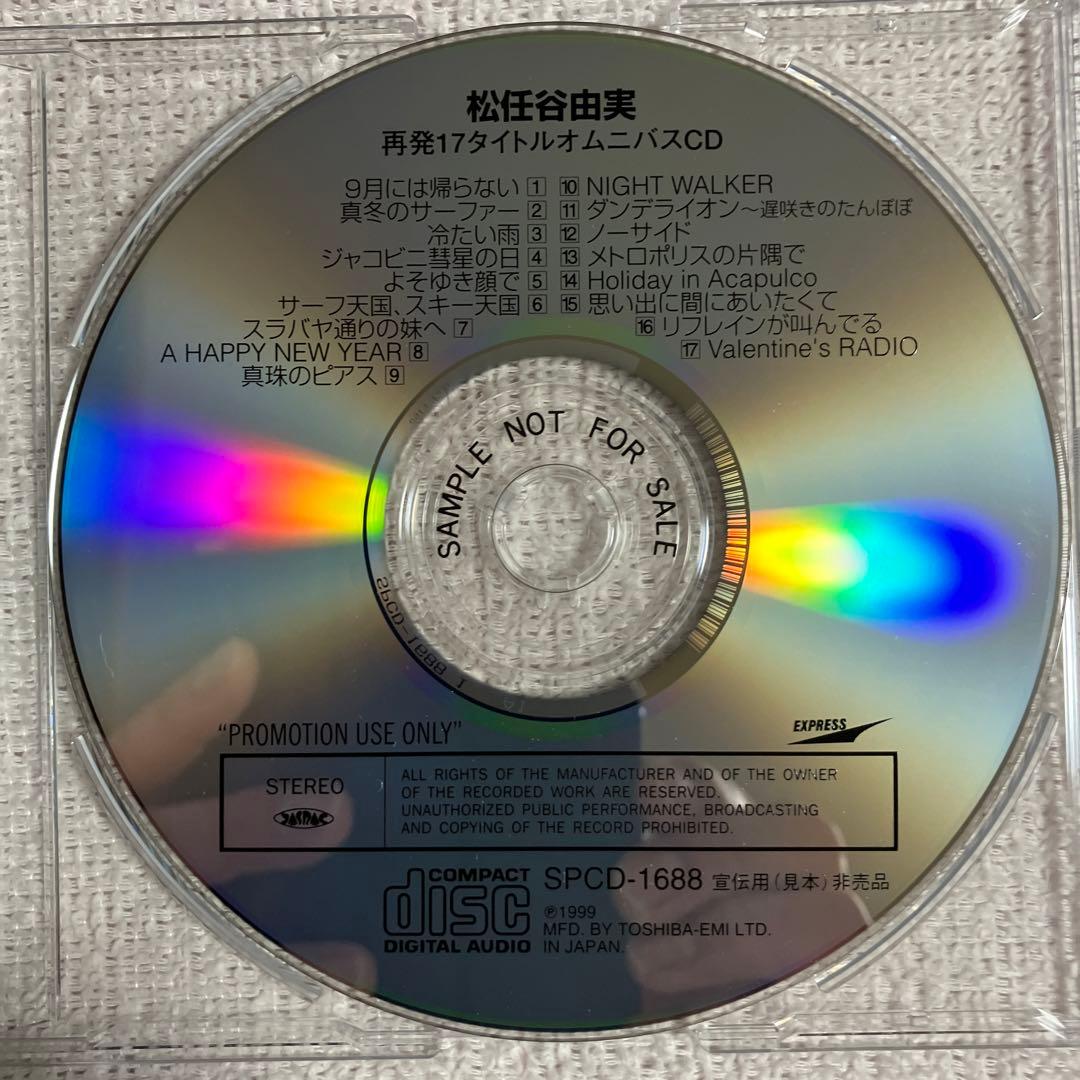 松任谷由実
再発17タイトルオムニバスCD
9月には帰らない 1
真冬のサーファー 2
冷たい雨 3
ジャコビニ彗星の日 4
よそゆき顔で 5
サーフ天国、スキー天国 6
スラバヤ通りの妹へ 7
A HAPPY NEW YEAR 8
真珠のピアス 9
10 NIGHT WALKER
11 ダンデライオン〜遅咲きのたんぽぽ
12 ノーサイド
13 メトロポリスの片隅で
14 Holiday in Acapulco
15 思い出に間にあいたくて
16 リフレインが叫んでる
17 Valentine's RADIO
SAMPLE NOT FOR SALE
SPCD-1688 1
"PROMOTION USE ONLY"
EXPRESS
STEREO
JASRAC
ALL RIGHTS OF THE MANUFACTURER AND OF THE OWNER
OF THE RECORDED WORK ARE RESERVED.
UNAUTHORIZED PUBLIC PERFORMANCE, BROADCASTING
AND COPYING OF THE RECORD PROHIBITED.
COMPACT
disc
DIGITAL AUDIO
SPCD-1688 宣伝用(見本)非売品
℗1999
MFD. BY TOSHIBA-EMI LTD.
IN JAPAN.